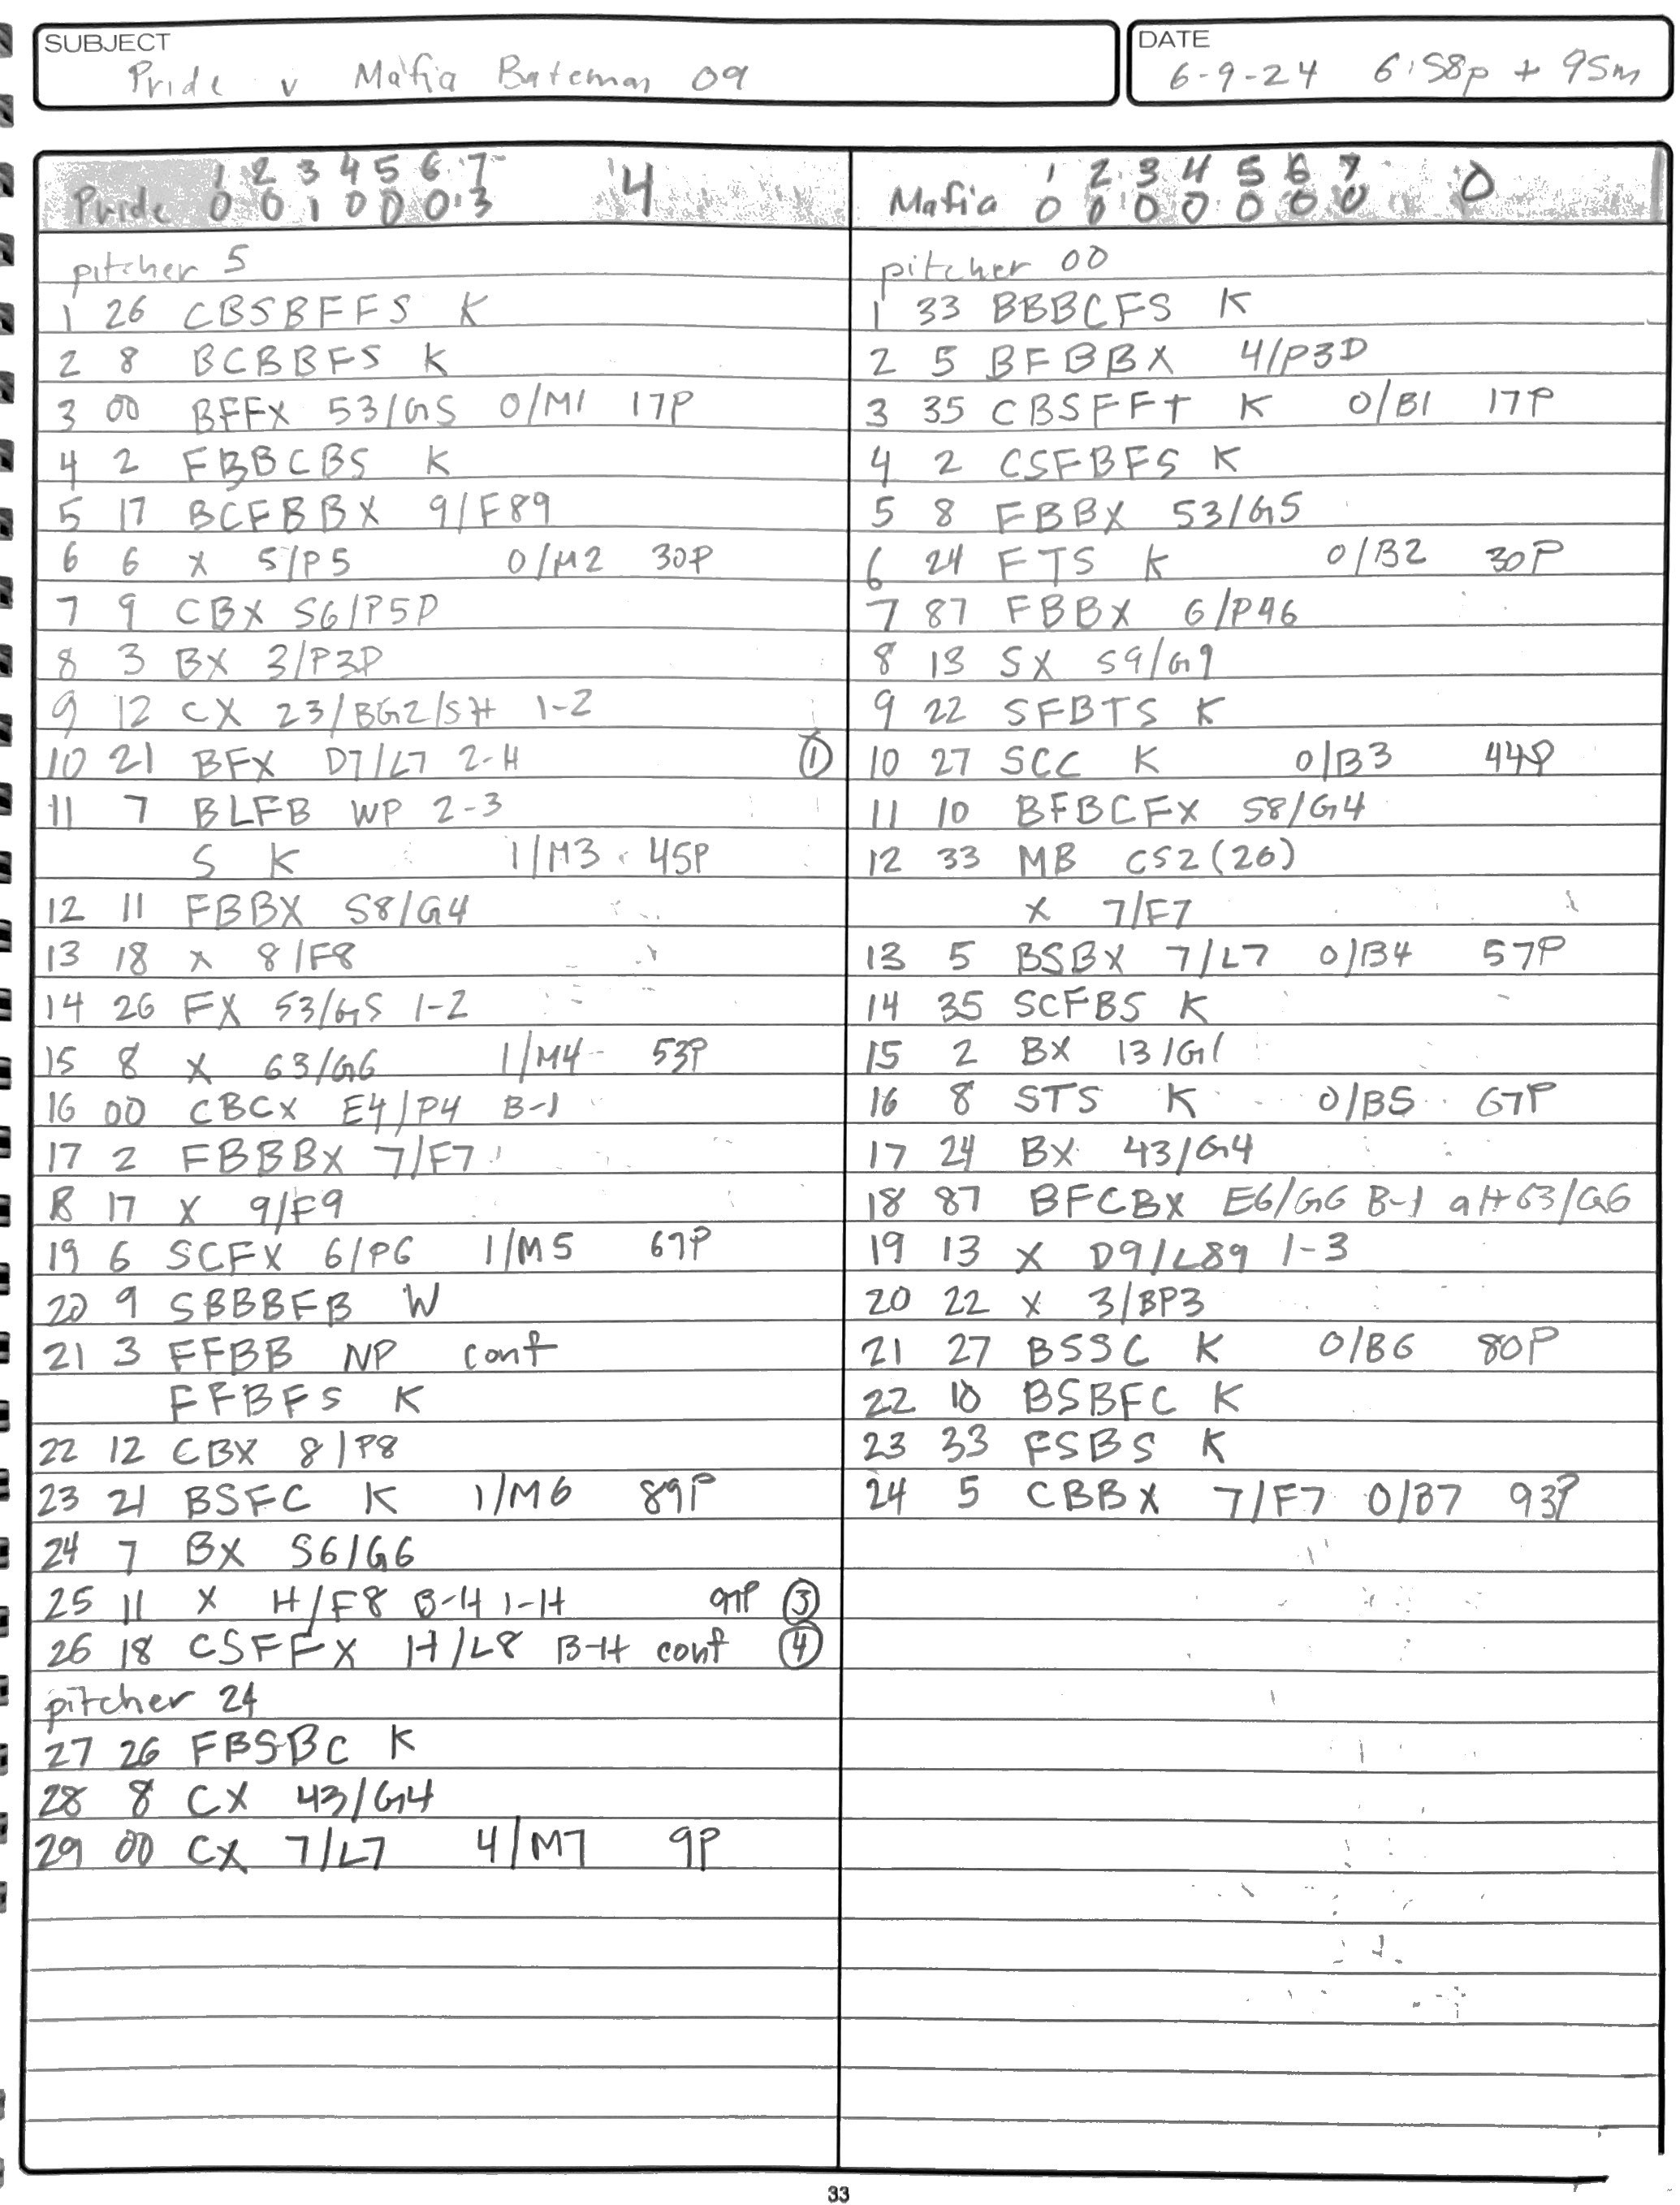 SUBJECT
Pride v Mafia Bateman 09
DATE
6-9-24 6:58p + 95m
1 2 3 4 5 6 7
Pride 0 0 1 0 0 0 3 4
pitcher 5
1 26 CBSBFFS K
2 8 BCBBFS K
3 00 BFFX 53/G5 0/M1 17P
4 2 FBBCBS K
5 17 BCFBBX 9/F89
6 6 X 5/P5 0/M2 30P
7 9 CBX S6/P5D
8 3 BX 3/P3D
9 12 CX 23/BG2/SH 1-2
10 21 BFX D7/L7 2-H ①
11 7 BLFB WP 2-3
S K 1/M3 45P
12 11 FBBX S8/G4
13 18 X 8/F8
14 26 FX 53/G5 1-2
15 8 X 63/G6 1/M4 53P
16 00 CBCX E4/P4 B-1
17 2 FBBBX 7/F7
18 17 X 9/F9
19 6 SCFX 6/P6 1/M5 67P
20 9 SBBBFB W
21 3 FFBB NP conf
FFBFS K
22 12 CBX 8/P8
23 21 BSFC K 1/M6 89P
24 7 BX S6/G6
25 11 X H/F8 B-H 1-H 97P ③
26 18 CSFFX H/L8 B-H conf ④
pitcher 24
27 26 FBSBC K
28 8 CX 43/G4
29 00 CX 7/L7 4/M7 9P
1 2 3 4 5 6 7
Mafia 0 0 0 0 0 0 0 0
pitcher 00
1 33 BBBCFS K
2 5 BFBBX 4/P3D
3 35 CBSFFT K 0/B1 17P
4 2 CSFBFS K
5 8 FBBX 53/G5
6 24 FTS K 0/B2 30P
7 87 FBBX 6/P46
8 13 SX S9/G9
9 22 SFBTS K
10 27 SCC K 0/B3 44P
11 10 BFBCFX S8/G4
12 33 MB CS2(26)
X 7/F7
13 5 BSBX 7/L7 0/B4 57P
14 35 SCFBS K
15 2 BX 13/G1
16 8 STS K 0/B5 67P
17 24 BX 43/G4
18 87 BFCBX E6/G6 B-1 alt 63/G6
19 13 X D9/L89 1-3
20 22 X 3/BP3
21 27 BSSC K 0/B6 80P
22 10 BSBFC K
23 33 FSBS K
24 5 CBBX 7/F7 0/B7 93P
33